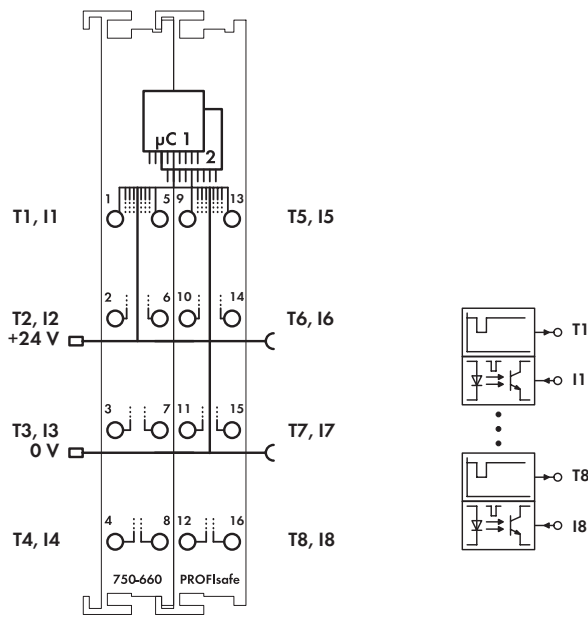 µC 1
2
1 5 9 13
T1, I1 T5, I5
2 6 10 14
T2, I2 T6, I6
+24 V
3 7 11 15
T3, I3 T7, I7
0 V
4 8 12 16
T4, I4 T8, I8
750-660 PROFIsafe
T1
I1
T8
I8